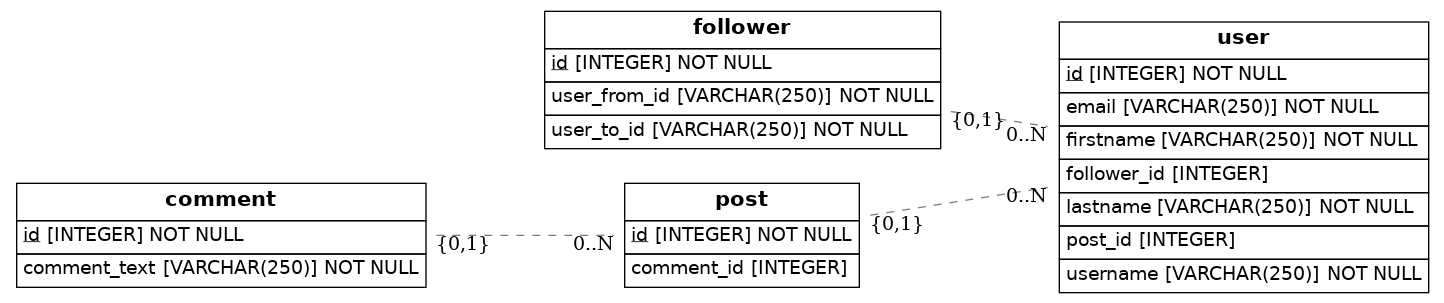 follower
id [INTEGER] NOT NULL
user_from_id [VARCHAR(250)] NOT NULL
user_to_id [VARCHAR(250)] NOT NULL
{0,1}
0..N
user
id [INTEGER] NOT NULL
email [VARCHAR(250)] NOT NULL
firstname [VARCHAR(250)] NOT NULL
follower_id [INTEGER]
lastname [VARCHAR(250)] NOT NULL
post_id [INTEGER]
username [VARCHAR(250)] NOT NULL
comment
id [INTEGER] NOT NULL
comment_text [VARCHAR(250)] NOT NULL
{0,1}
0..N
post
id [INTEGER] NOT NULL
comment_id [INTEGER]
{0,1}
0..N